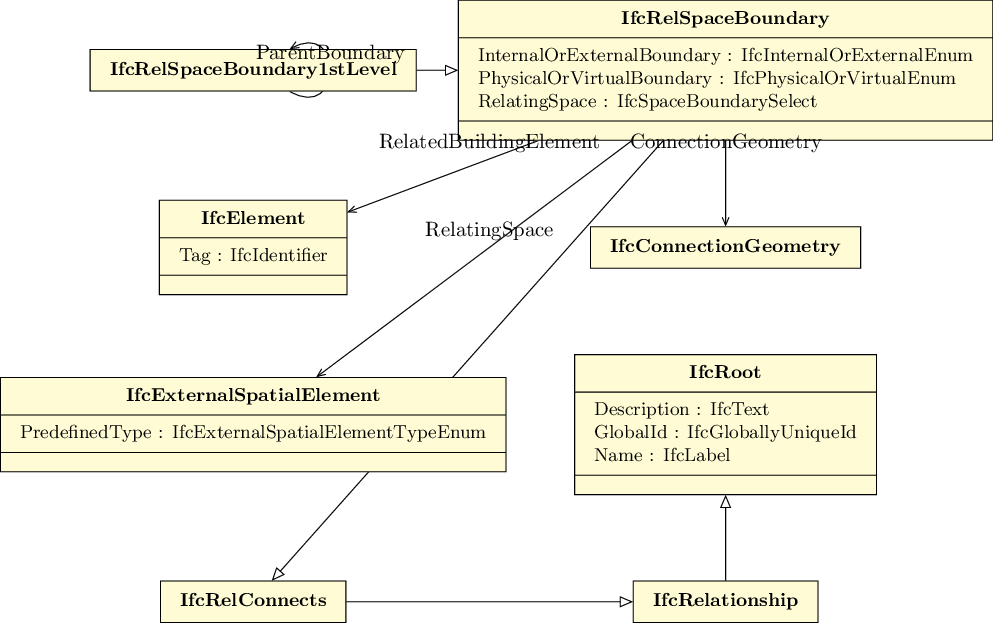 IfcRelSpaceBoundary
InternalOrExternalBoundary : IfcInternalOrExternalEnum
PhysicalOrVirtualBoundary : IfcPhysicalOrVirtualEnum
RelatingSpace : IfcSpaceBoundarySelect
ParentBoundary
IfcRelSpaceBoundary1stLevel
RelatedBuildingElement
ConnectionGeometry
IfcElement
Tag : IfcIdentifier
RelatingSpace
IfcConnectionGeometry
IfcExternalSpatialElement
PredefinedType : IfcExternalSpatialElementTypeEnum
IfcRoot
Description : IfcText
GlobalId : IfcGloballyUniqueId
Name : IfcLabel
IfcRelConnects
IfcRelationship